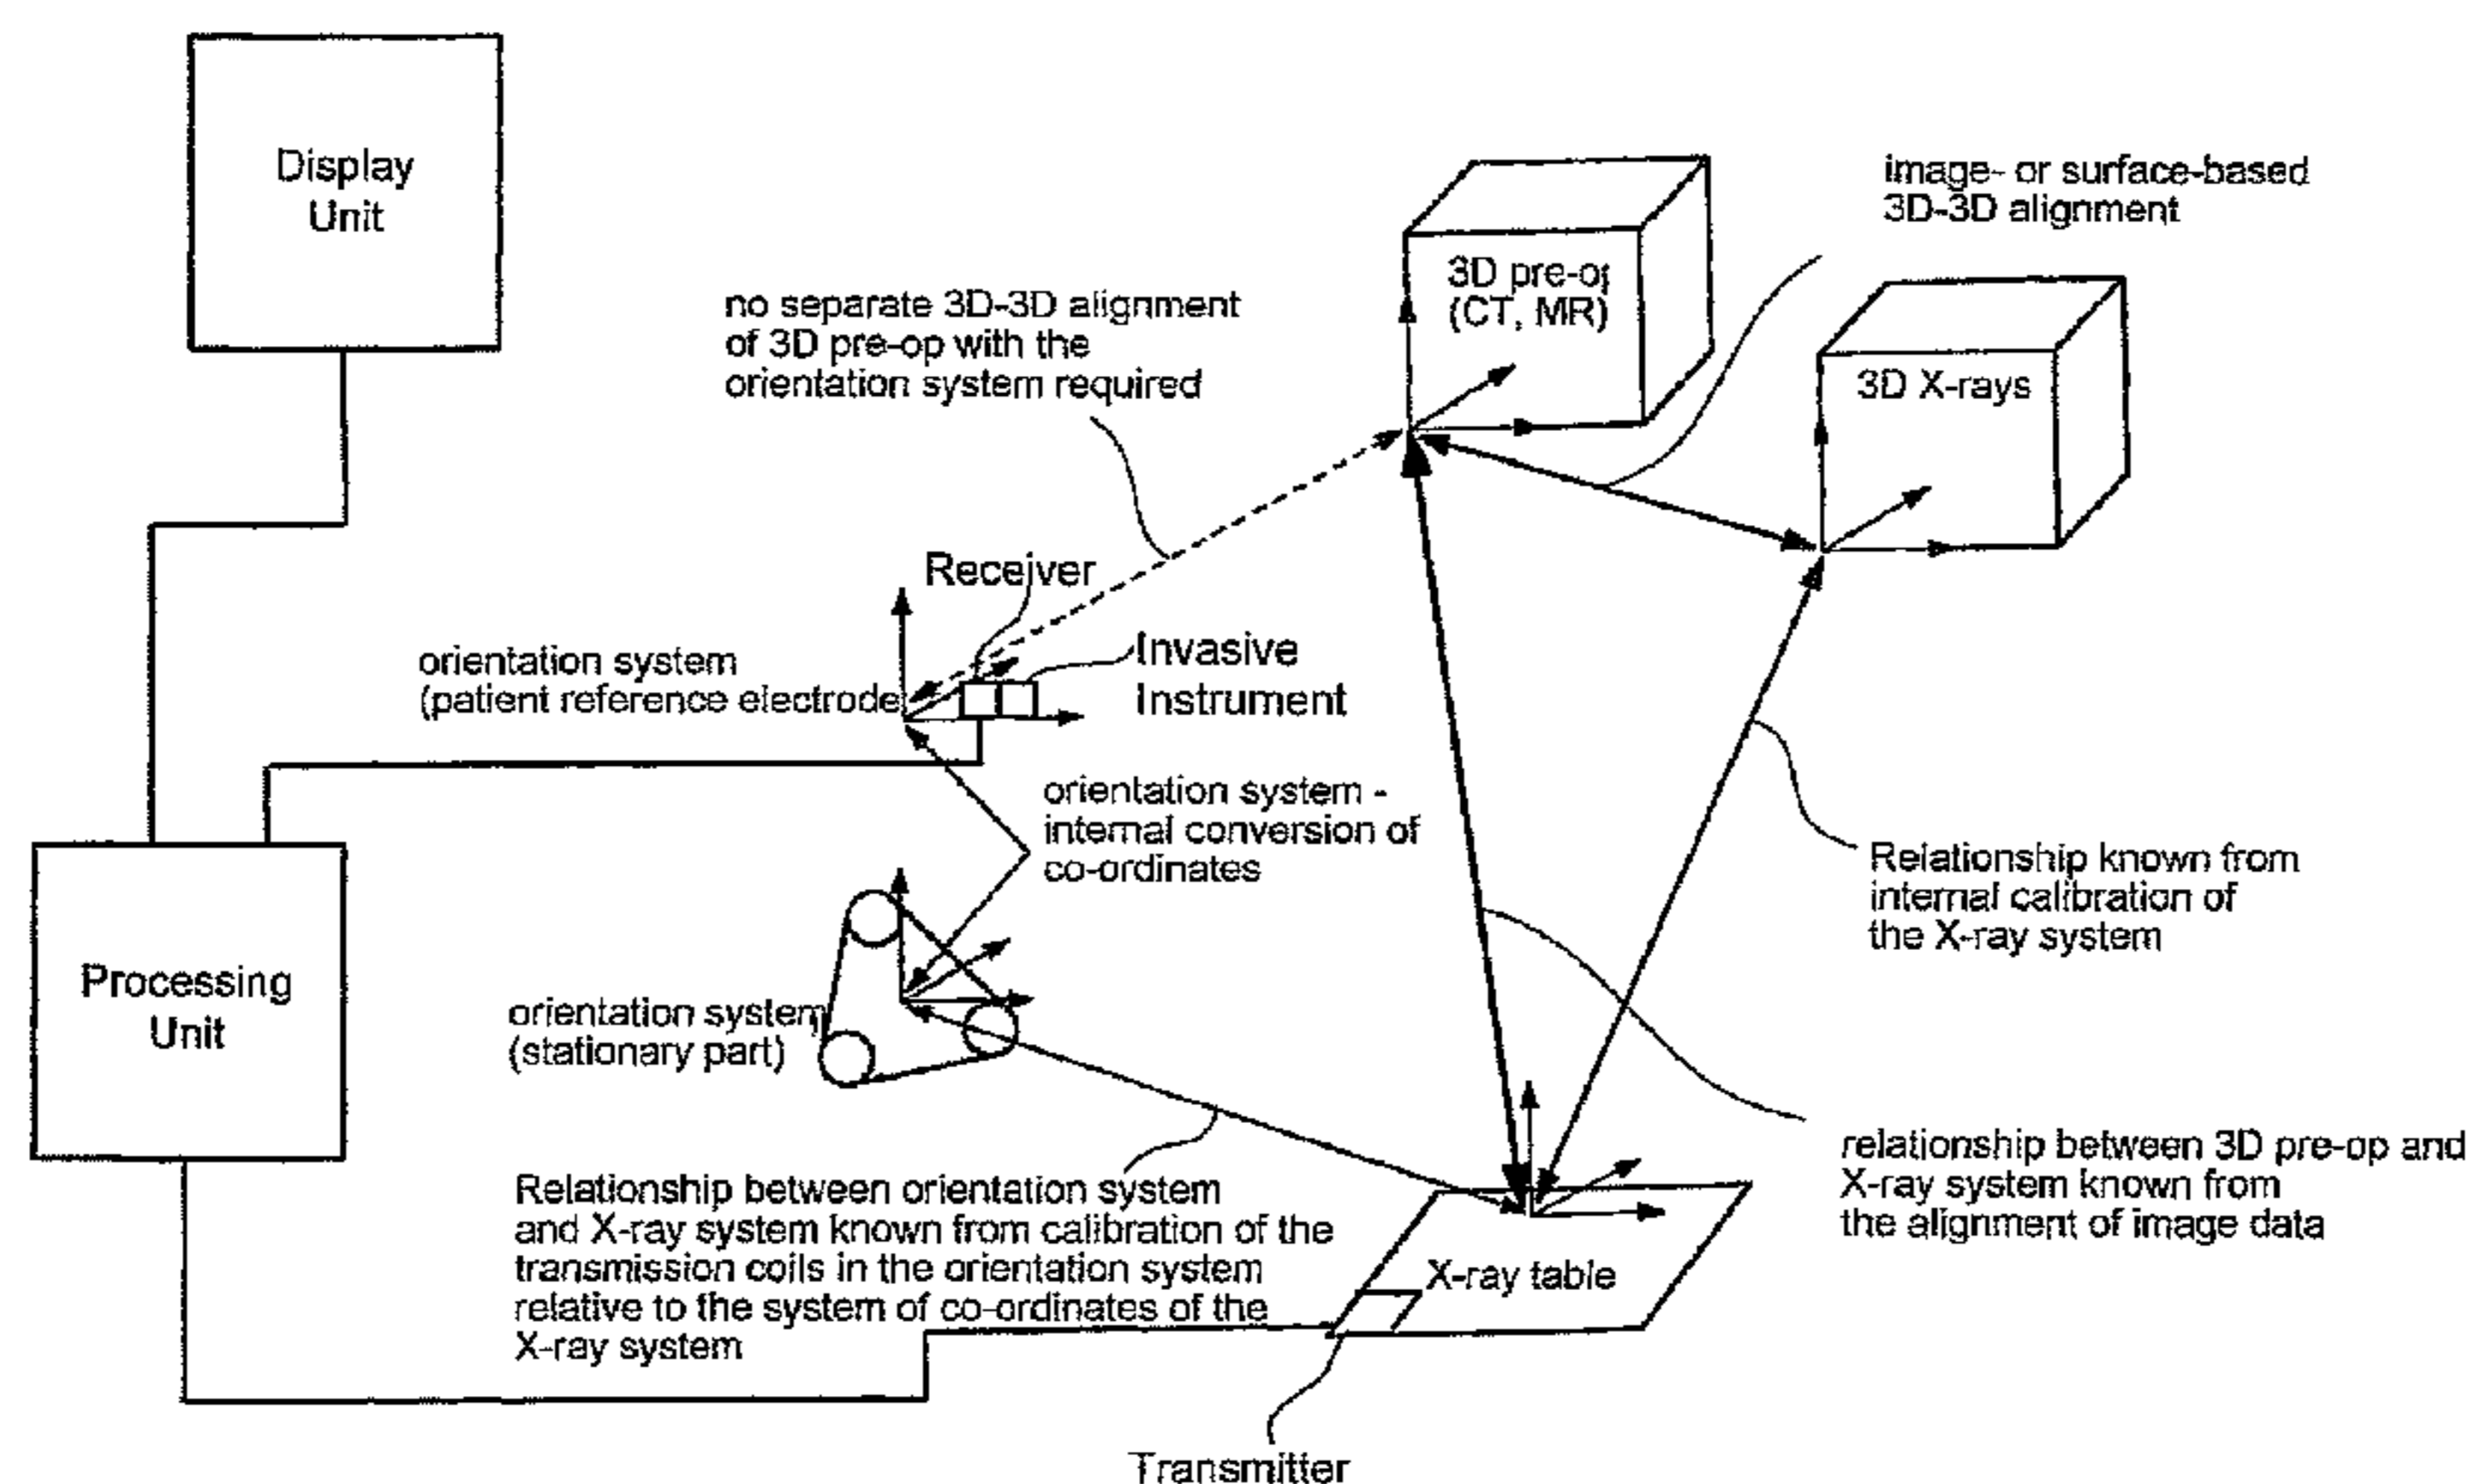 Display
Unit
image- or surface-based
3D-3D alignment
3D pre-op
(CT, MR)
no separate 3D-3D alignment
of 3D pre-op with the
orientation system required
3D X-rays
Receiver
orientation system
(patient reference electrode
Invasive
Instrument
orientation system -
internal conversion of
co-ordinates
Relationship known from
internal calibration of
the X-ray system
Processing
Unit
orientation system
(stationary part)
Relationship between orientation system
and X-ray system known from calibration of the
transmission coils in the orientation system
relative to the system of co-ordinates of the
X-ray system
relationship between 3D pre-op and
X-ray system known from
the alignment of image data
X-ray table
Transmitter